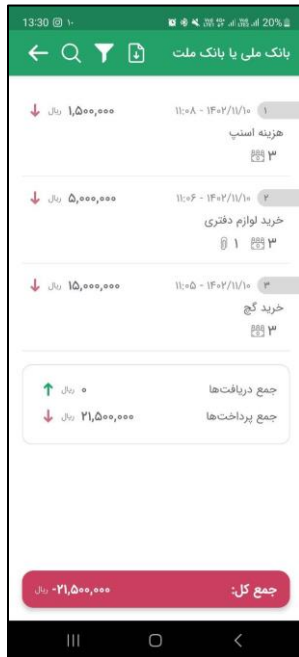 13:30
20%
بانک ملی یا بانک ملت
۱ ۱۴۰۲/۱۱/۱۰ - ۱۱:۰۸
۱,۵۰۰,۰۰۰ ریال
هزینه اسنپ
۳
۲ ۱۴۰۲/۱۱/۱۰ - ۱۱:۰۶
۵,۰۰۰,۰۰۰ ریال
خرید لوازم دفتری
۳ ۱
۳ ۱۴۰۲/۱۱/۱۰ - ۱۱:۰۵
۱۵,۰۰۰,۰۰۰ ریال
خرید گچ
۳
جمع دریافت‌ها ۰ ریال
جمع پرداخت‌ها ۲۱,۵۰۰,۰۰۰ ریال
جمع کل: -۲۱,۵۰۰,۰۰۰ ریال